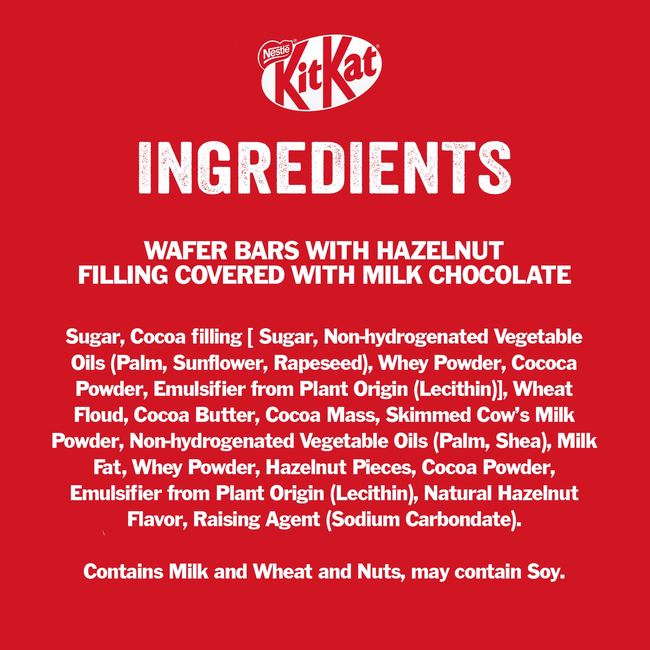 Nestlé
KitKat
INGREDIENTS
WAFER BARS WITH HAZELNUT
FILLING COVERED WITH MILK CHOCOLATE
Sugar, Cocoa filling [ Sugar, Non-hydrogenated Vegetable
Oils (Palm, Sunflower, Rapeseed), Whey Powder, Cococa
Powder, Emulsifier from Plant Origin (Lecithin)], Wheat
Floud, Cocoa Butter, Cocoa Mass, Skimmed Cow's Milk
Powder, Non-hydrogenated Vegetable Oils (Palm, Shea), Milk
Fat, Whey Powder, Hazelnut Pieces, Cocoa Powder,
Emulsifier from Plant Origin (Lecithin), Natural Hazelnut
Flavor, Raising Agent (Sodium Carbondate).
Contains Milk and Wheat and Nuts, may contain Soy.